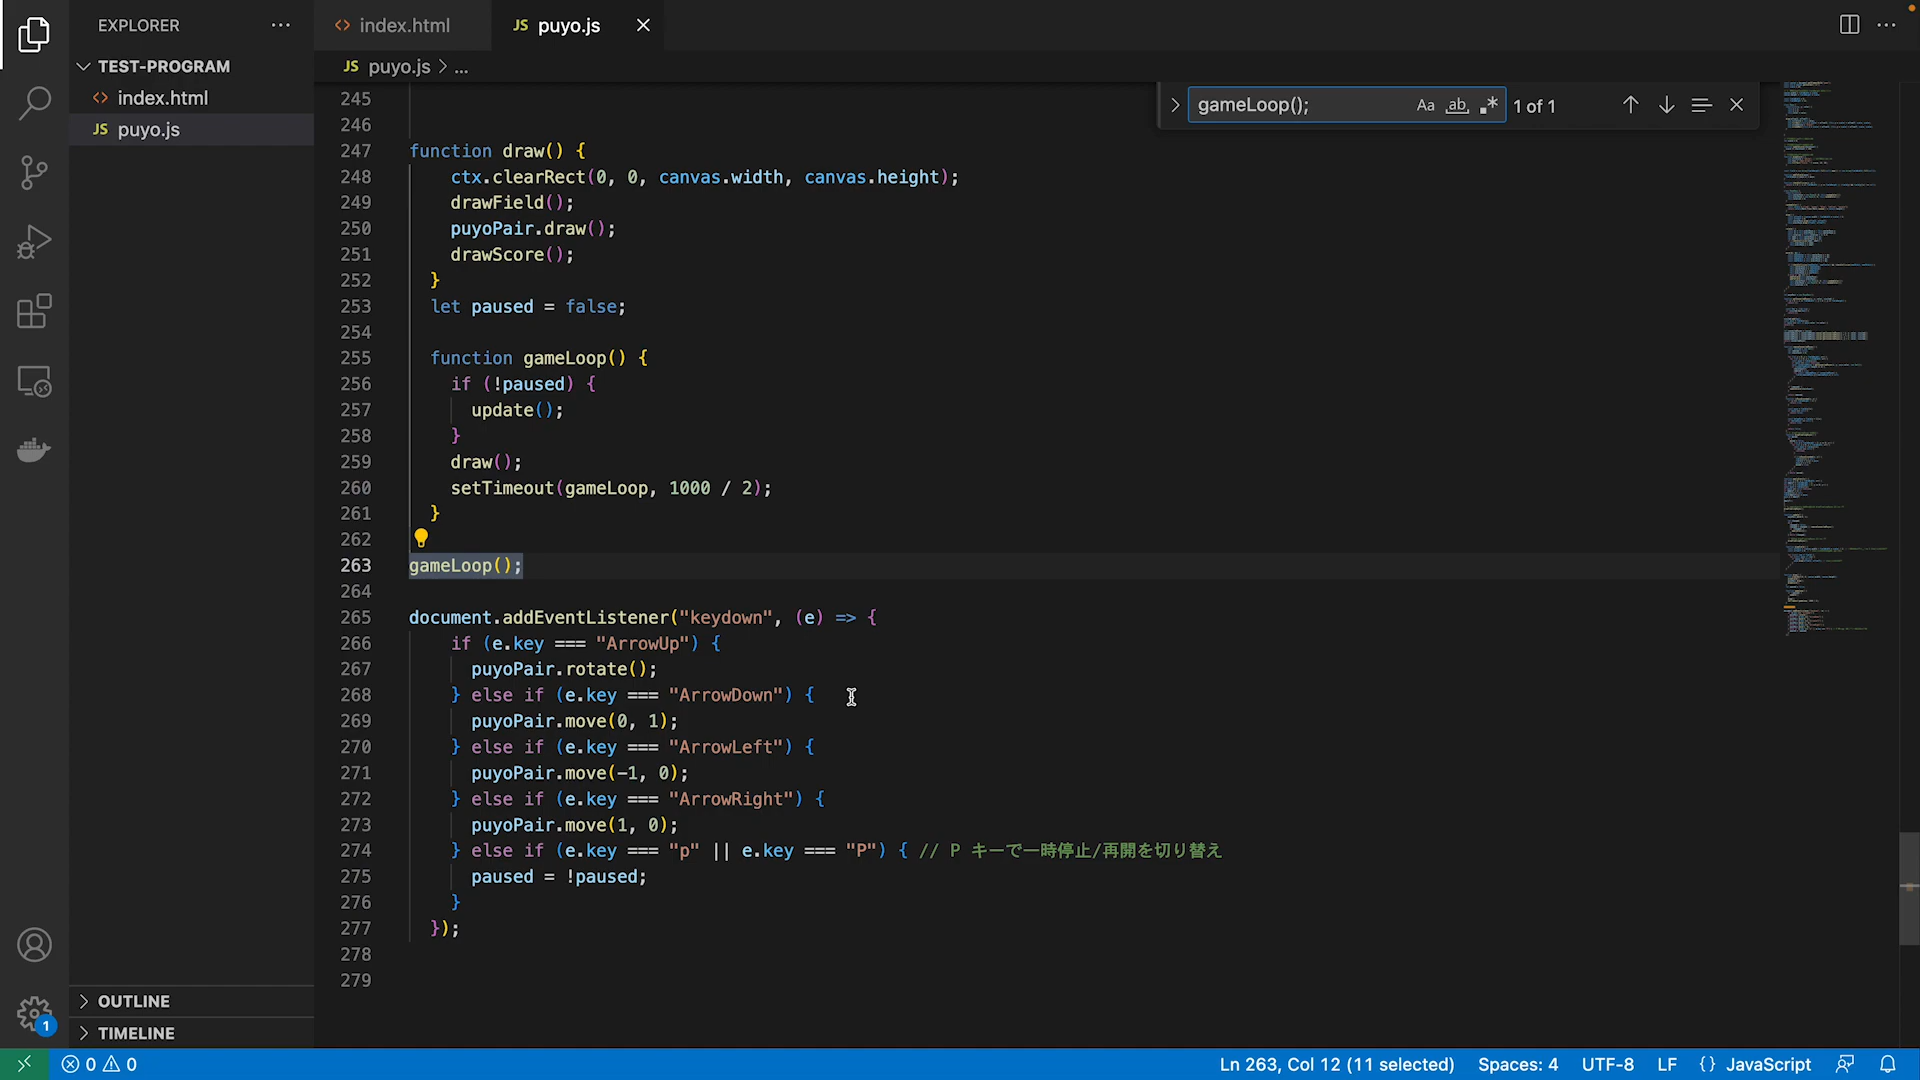 EXPLORER
TEST-PROGRAM
index.html
puyo.js
OUTLINE
TIMELINE
1
index.html
JS puyo.js
JS puyo.js > ...
gameLoop();
Aa ab .* 1 of 1
245
246
247 function draw() {
248 ctx.clearRect(0, 0, canvas.width, canvas.height);
249 drawField();
250 puyoPair.draw();
251 drawScore();
252 }
253 let paused = false;
254
255 function gameLoop() {
256 if (!paused) {
257 update();
258 }
259 draw();
260 setTimeout(gameLoop, 1000 / 2);
261 }
262
263 gameLoop();
264
265 document.addEventListener("keydown", (e) => {
266 if (e.key === "ArrowUp") {
267 puyoPair.rotate();
268 } else if (e.key === "ArrowDown") {
269 puyoPair.move(0, 1);
270 } else if (e.key === "ArrowLeft") {
271 puyoPair.move(-1, 0);
272 } else if (e.key === "ArrowRight") {
273 puyoPair.move(1, 0);
274 } else if (e.key === "p" || e.key === "P") { // P キーで一時停止/再開を切り替え
275 paused = !paused;
276 }
277 });
278
279
0 0
Ln 263, Col 12 (11 selected) Spaces: 4 UTF-8 LF {} JavaScript